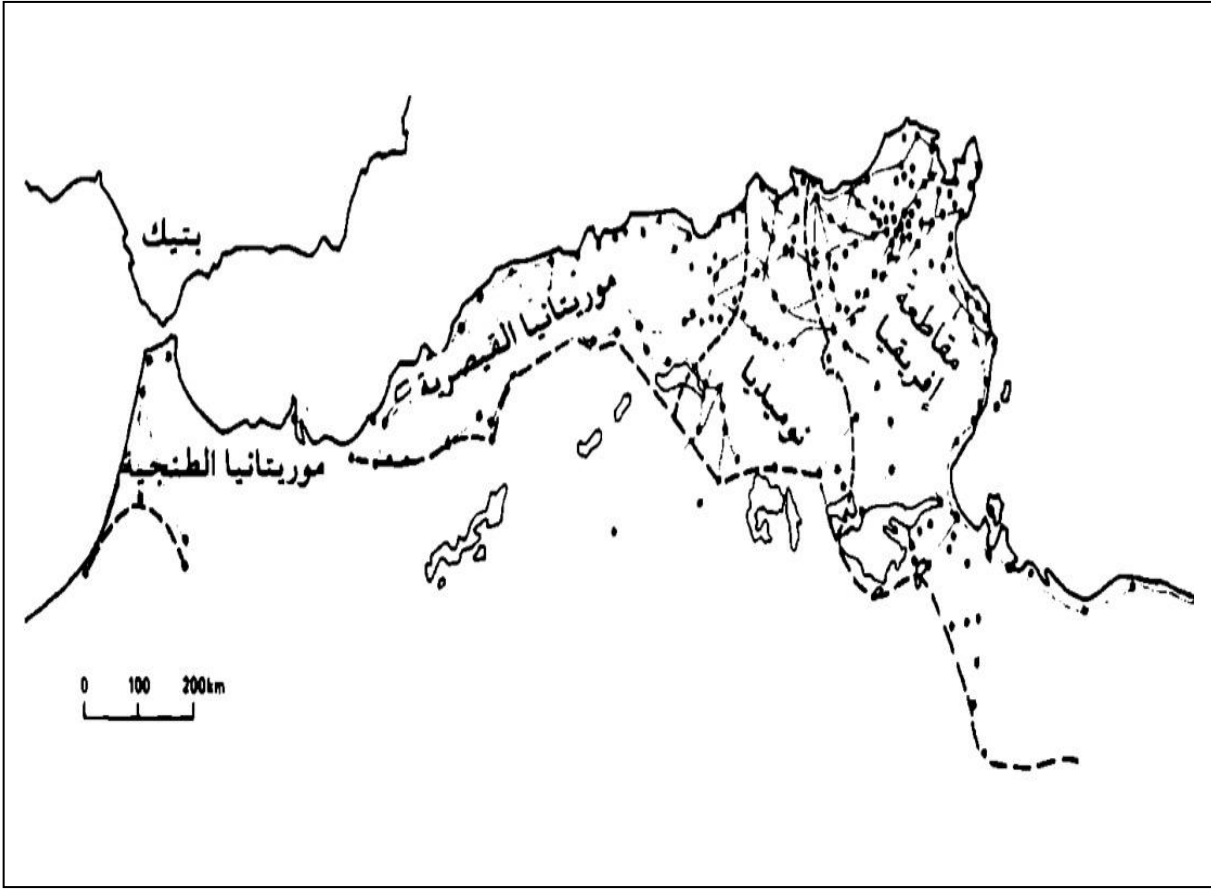 بتيك
موريتانيا القيصرية
مقاطعة
إفريقيا
نوميديا
موريتانيا الطنجية
0 100 200km